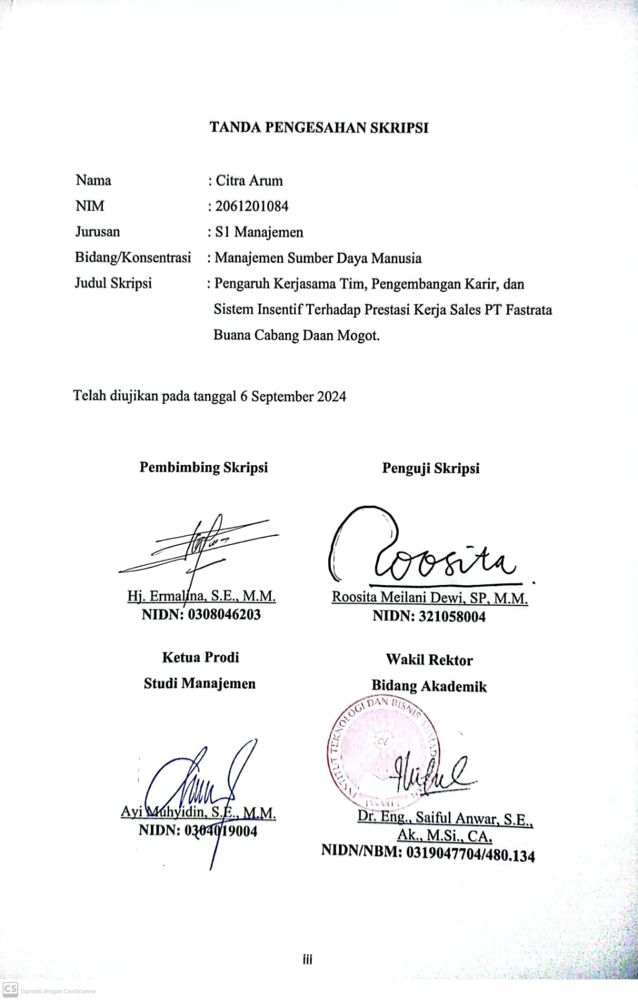 TANDA PENGESAHAN SKRIPSI
Nama : Citra Arum
NIM : 2061201084
Jurusan : S1 Manajemen
Bidang/Konsentrasi : Manajemen Sumber Daya Manusia
Judul Skripsi : Pengaruh Kerjasama Tim, Pengembangan Karir, dan
Sistem Insentif Terhadap Prestasi Kerja Sales PT Fastrata
Buana Cabang Daan Mogot.
Telah diujikan pada tanggal 6 September 2024
Pembimbing Skripsi
Hj. Ermalina, S.E., M.M.
NIDN: 0308046203
Penguji Skripsi
Roosita
Roosita Meilani Dewi, SP, M.M.
NIDN: 321058004
Ketua Prodi
Studi Manajemen
Ayi Muhyidin, S.E., M.M.
NIDN: 0304019004
Wakil Rektor
Bidang Akademik
INSTITUT TEKNOLOGI DAN BISNIS AHMAD
Dr. Eng., Saiful Anwar, S.E.,
Ak., M.Si., CA.
NIDN/NBM: 0319047704/480.134
iii
CS Dipindai dengan CamScanner